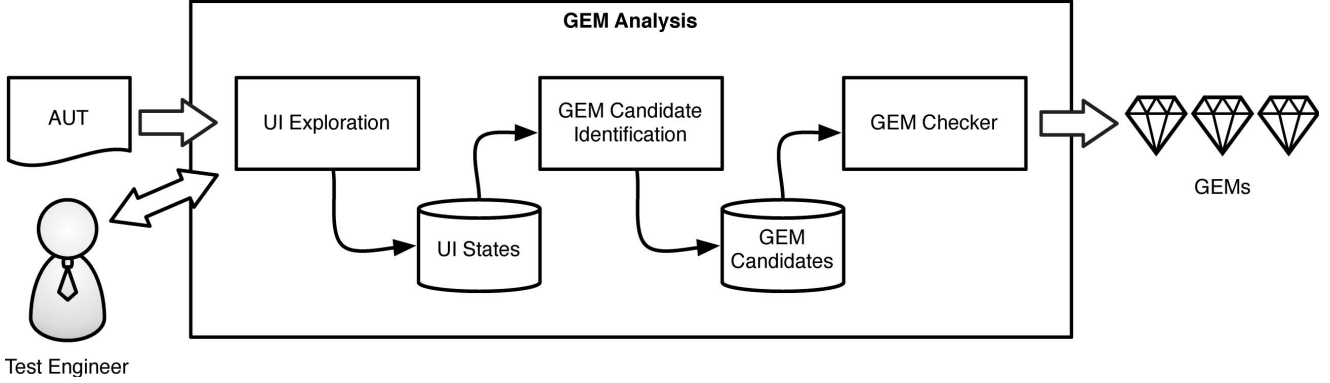 GEM Analysis
AUT
UI Exploration
GEM Candidate
Identification
GEM Checker
UI States
GEM
Candidates
GEMs
Test Engineer